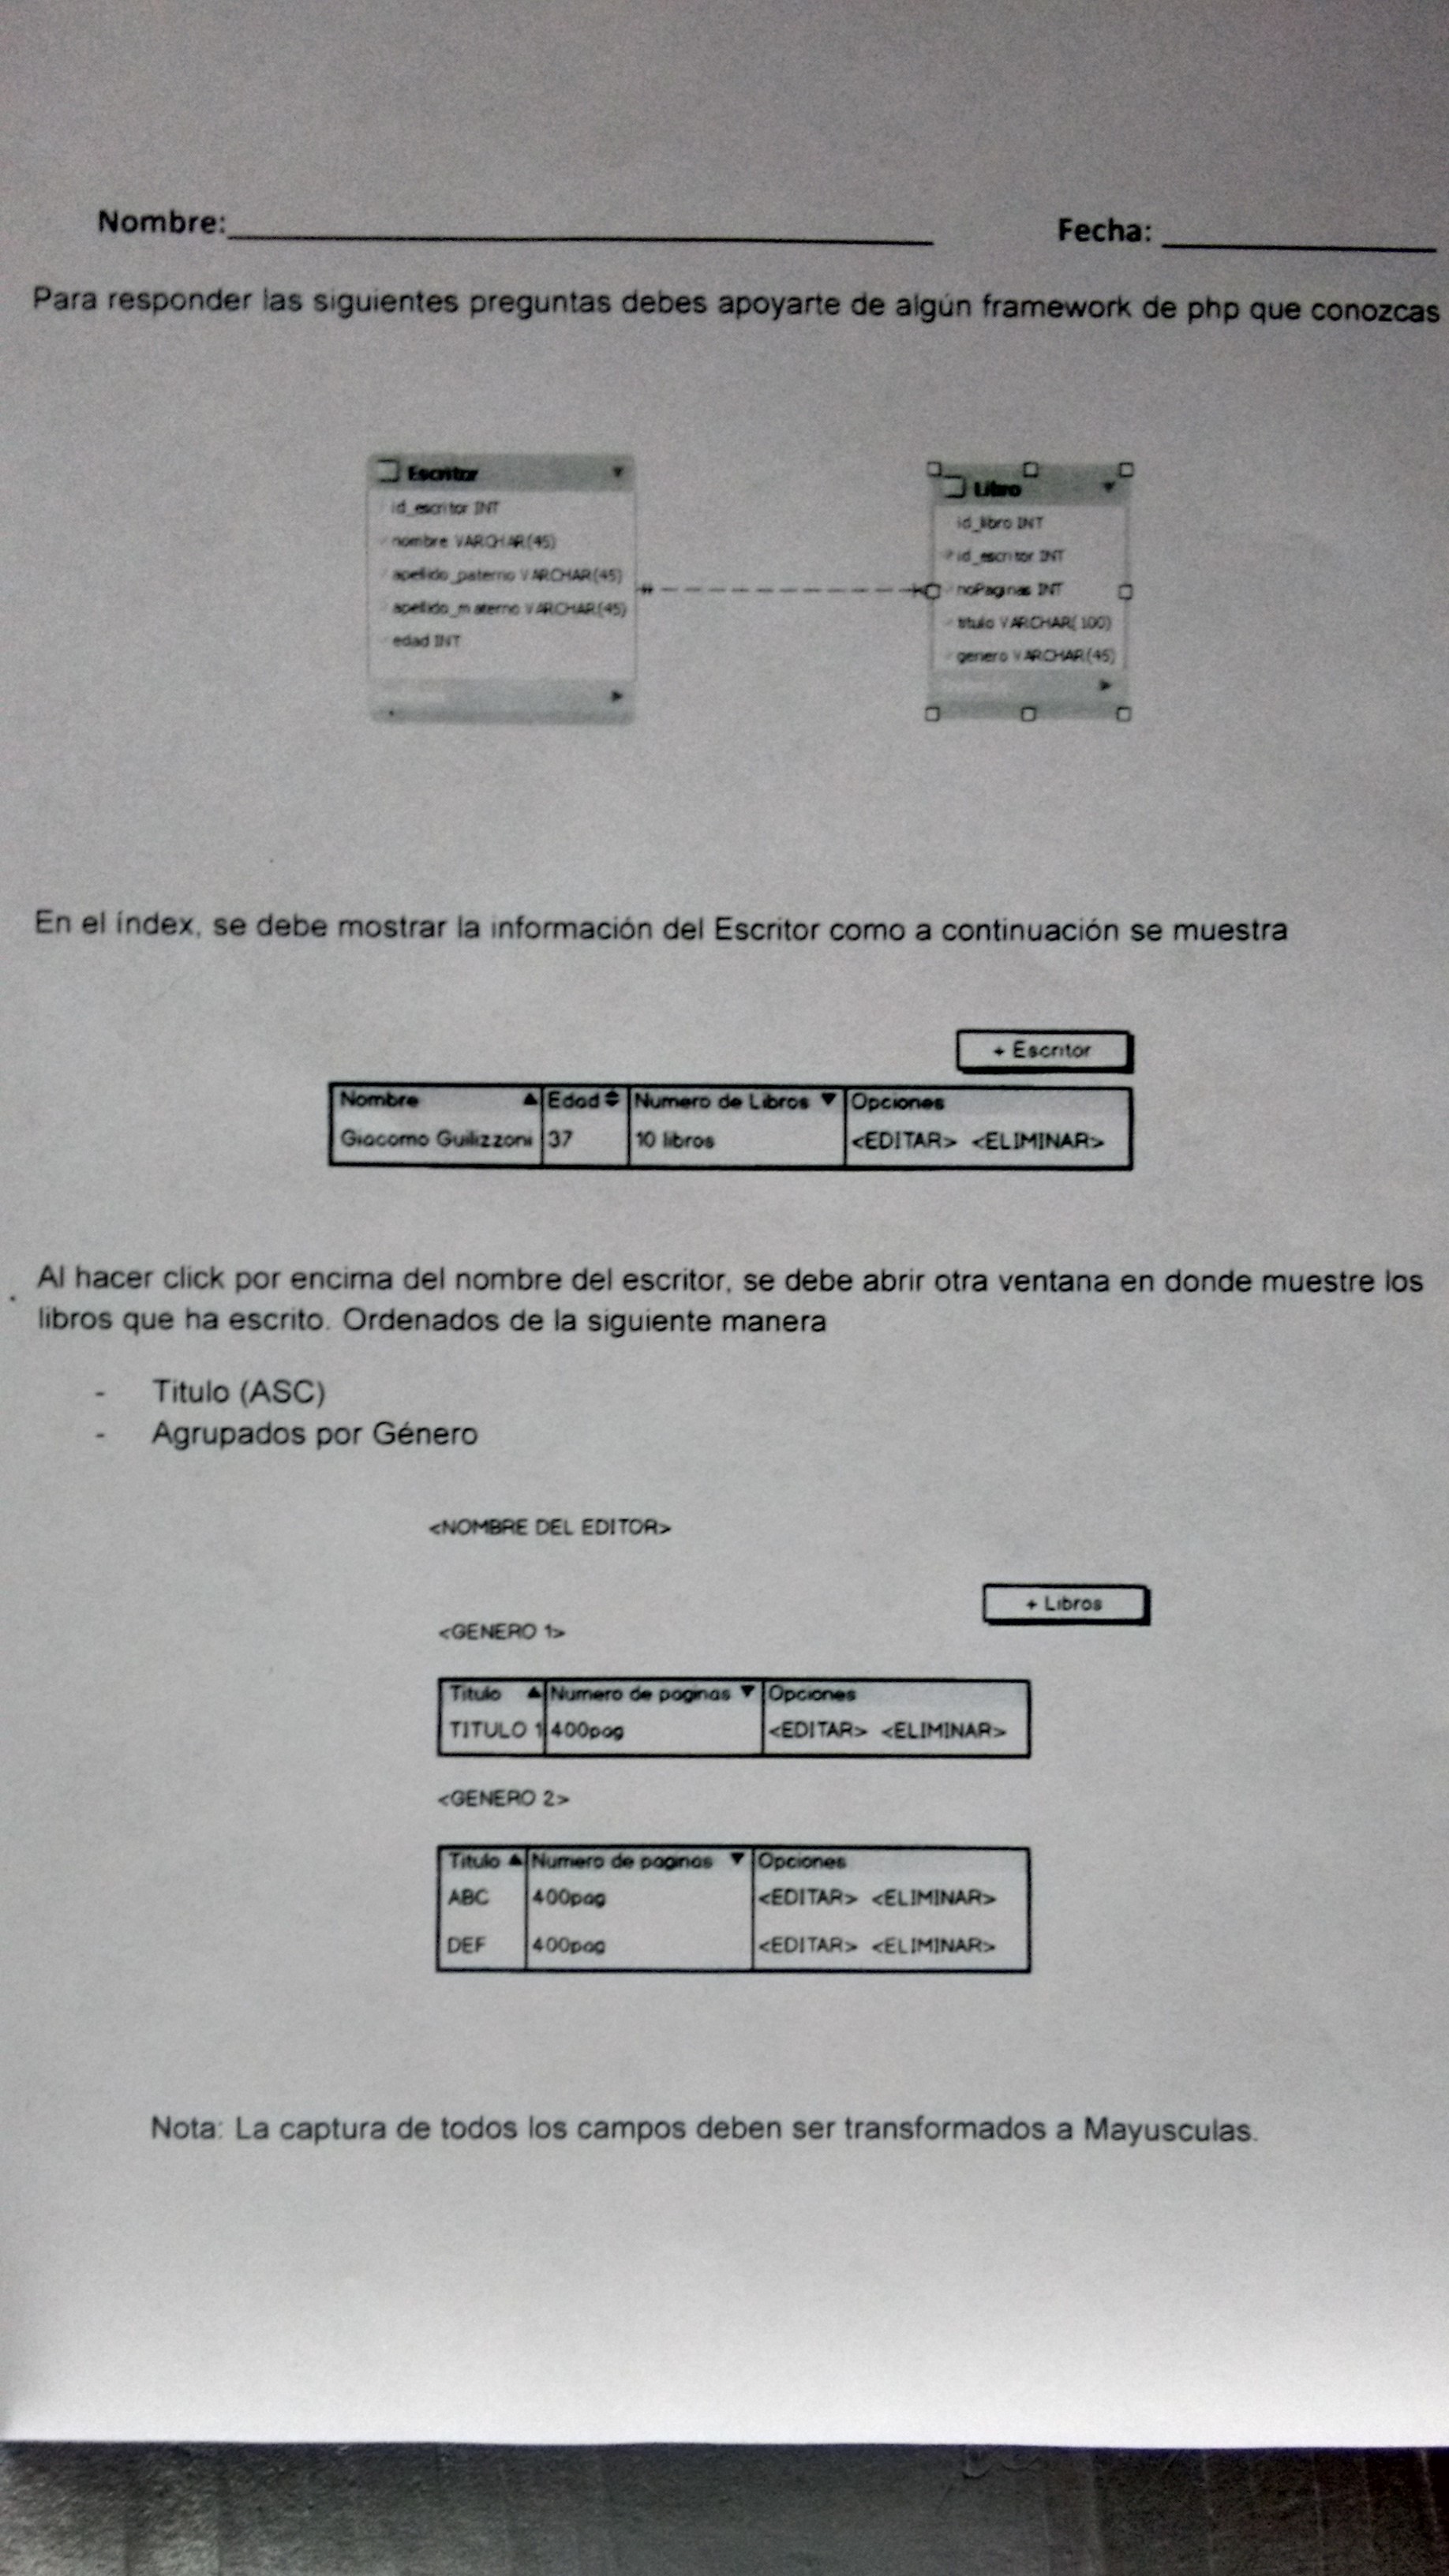 Nombre: Fecha:
Para responder las siguientes preguntas debes apoyarte de algún framework de php que conozcas
Escritor
id_escritor INT
nombre VARCHAR(45)
apellido_paterno VARCHAR(45)
apellido_materno VARCHAR(45)
edad INT
Libro
id_libro INT
id_escritor INT
noPaginas INT
titulo VARCHAR(100)
genero VARCHAR(45)
En el índex, se debe mostrar la información del Escritor como a continuación se muestra
+ Escritor
Nombre Edad Numero de Libros Opciones
Giacomo Guilizzoni 37 10 libros <EDITAR> <ELIMINAR>
Al hacer click por encima del nombre del escritor, se debe abrir otra ventana en donde muestre los
libros que ha escrito. Ordenados de la siguiente manera
- Titulo (ASC)
- Agrupados por Género
<NOMBRE DEL EDITOR>
+ Libros
<GENERO 1>
Titulo Numero de paginas Opciones
TITULO 1 400pag <EDITAR> <ELIMINAR>
<GENERO 2>
Titulo Numero de paginas Opciones
ABC 400pag <EDITAR> <ELIMINAR>
DEF 400pag <EDITAR> <ELIMINAR>
Nota: La captura de todos los campos deben ser transformados a Mayusculas.